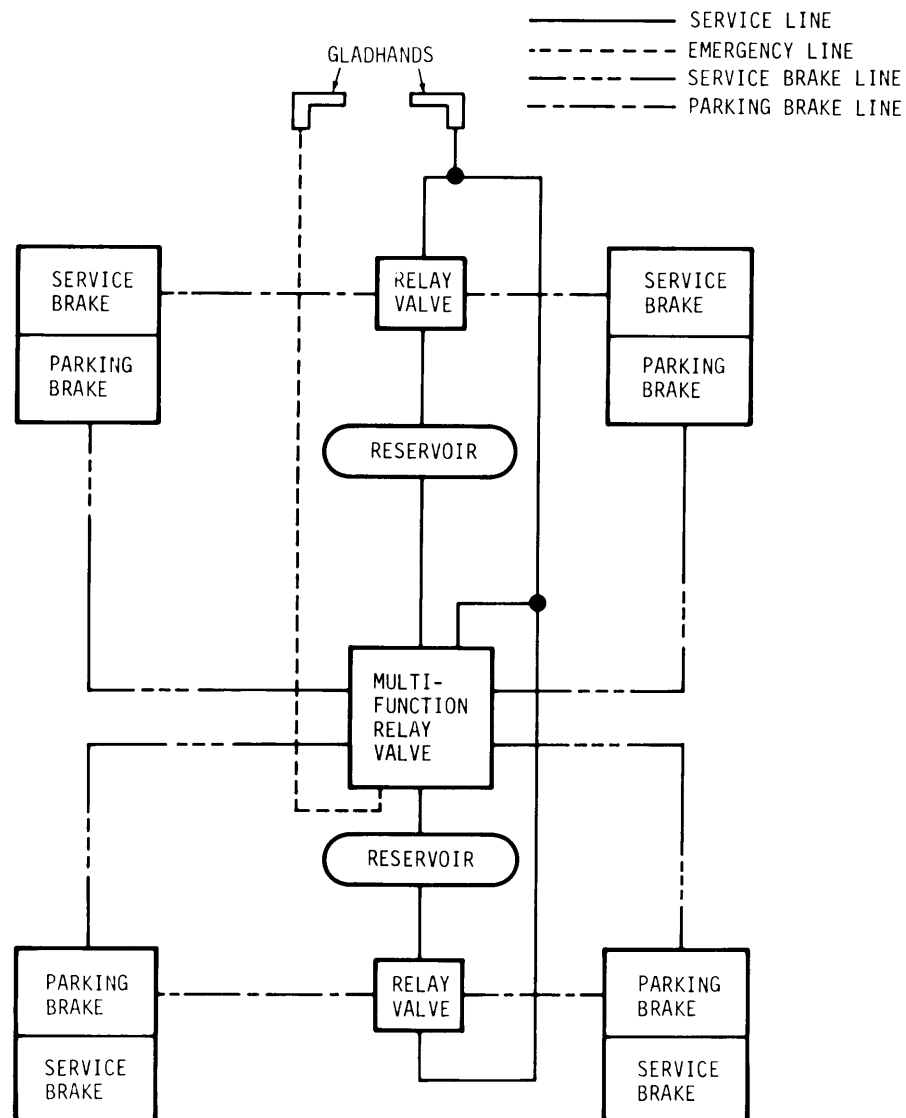 SERVICE LINE
EMERGENCY LINE
SERVICE BRAKE LINE
PARKING BRAKE LINE
GLADHANDS
SERVICE
BRAKE
PARKING
BRAKE
RELAY
VALVE
SERVICE
BRAKE
PARKING
BRAKE
RESERVOIR
MULTI-
FUNCTION
RELAY
VALVE
RESERVOIR
PARKING
BRAKE
SERVICE
BRAKE
RELAY
VALVE
PARKING
BRAKE
SERVICE
BRAKE